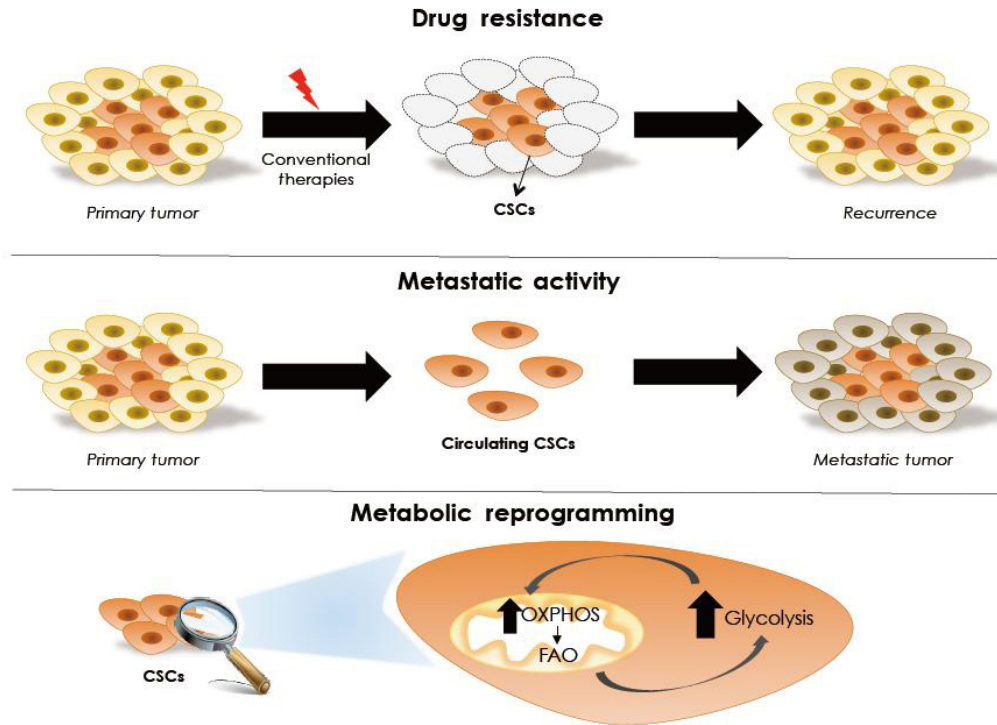 Drug resistance
Conventional
therapies
Primary tumor
CSCs
Recurrence
Metastatic activity
Primary tumor
Circulating CSCs
Metastatic tumor
Metabolic reprogramming
OXPHOS
Glycolysis
FAO
CSCs